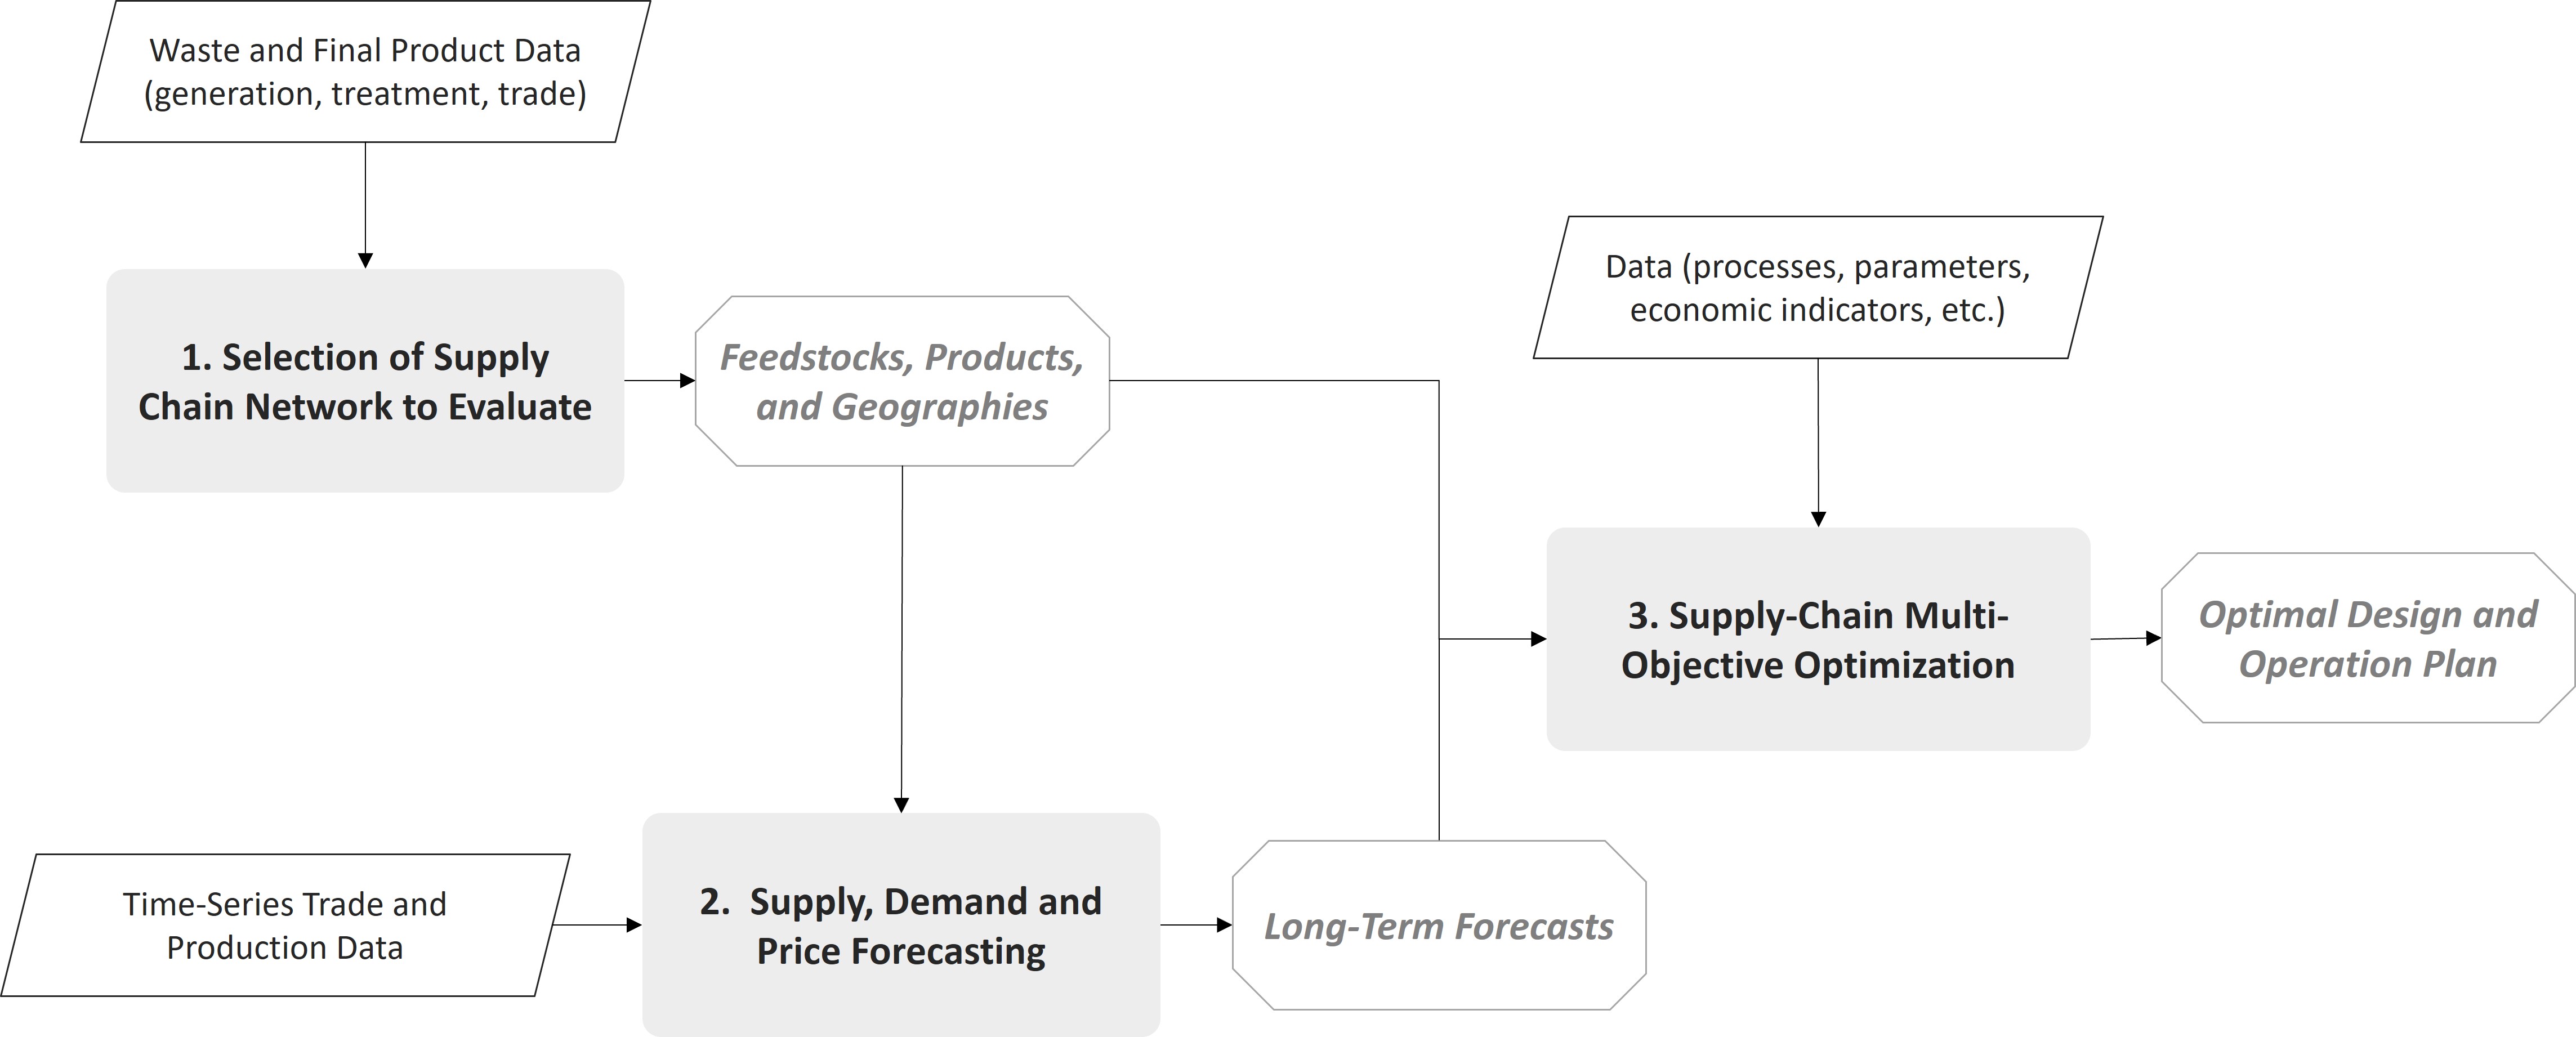 Waste and Final Product Data
(generation, treatment, trade)
1. Selection of Supply
Chain Network to Evaluate
Feedstocks, Products,
and Geographies
Data (processes, parameters,
economic indicators, etc.)
3. Supply-Chain Multi-
Objective Optimization
Optimal Design and
Operation Plan
Time-Series Trade and
Production Data
2. Supply, Demand and
Price Forecasting
Long-Term Forecasts